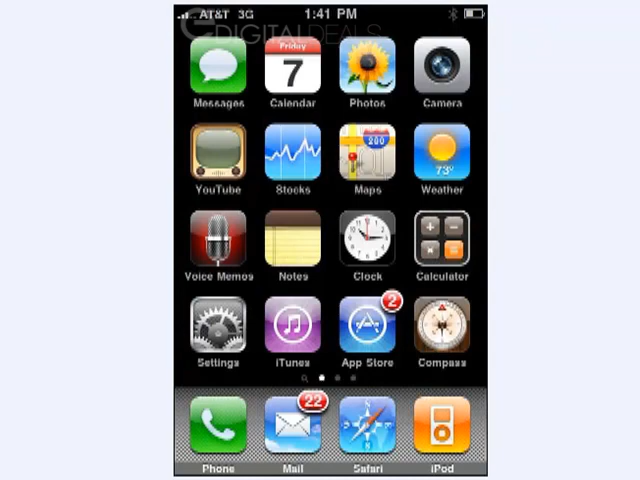 AT&T 3G 1:41 PM
DIGITALDEALS
Friday
7
280
73°
Messages Calendar Photos Camera
YouTube Stocks Maps Weather
Voice Memos Notes Clock Calculator
2
Settings iTunes App Store Compass
22
Phone Mail Safari iPod